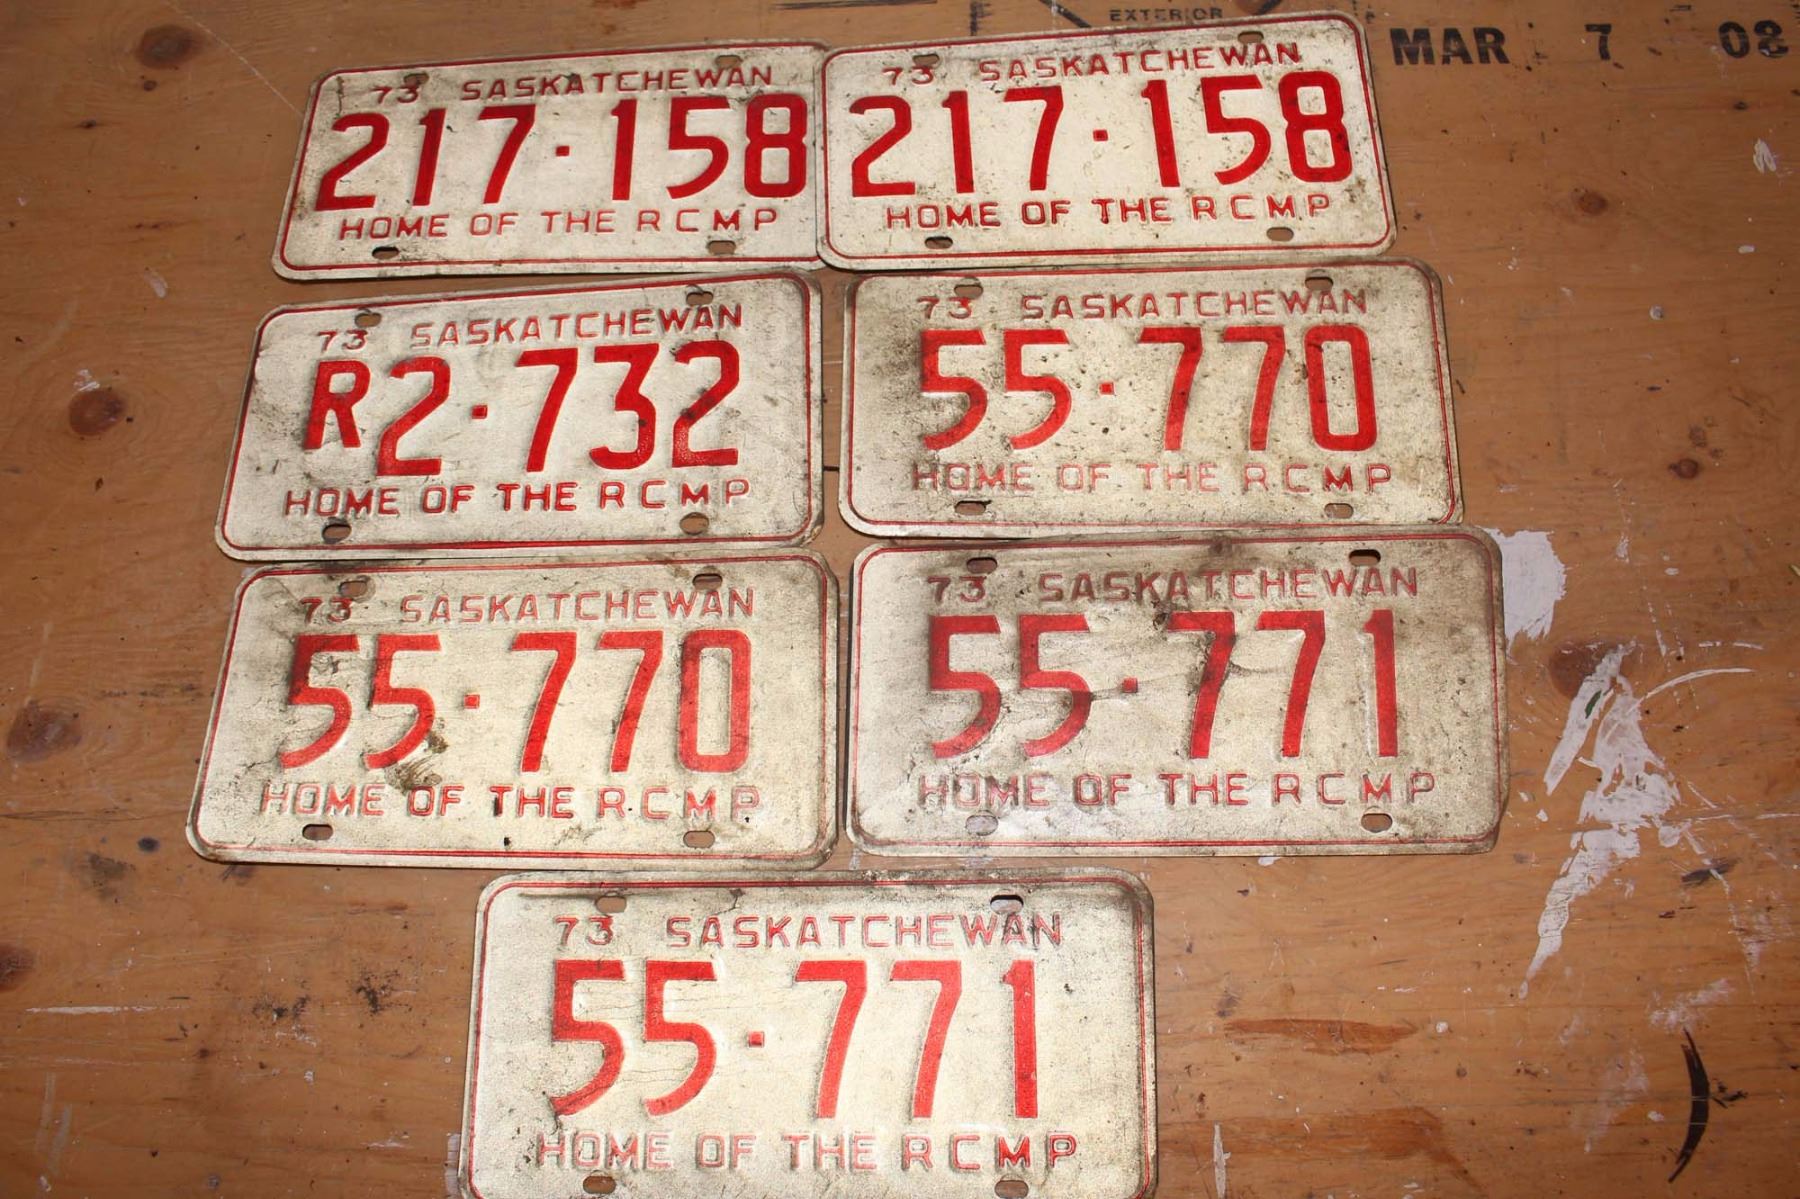 EXTERIOR
MAR 7 08
73 SASKATCHEWAN
217·158
HOME OF THE RCMP
73 SASKATCHEWAN
217·158
HOME OF THE RCMP
73 SASKATCHEWAN
R2·732
HOME OF THE RCMP
73 SASKATCHEWAN
55·770
HOME OF THE RCMP
73 SASKATCHEWAN
55·770
HOME OF THE RCMP
73 SASKATCHEWAN
55·771
HOME OF THE RCMP
73 SASKATCHEWAN
55·771
HOME OF THE RCMP